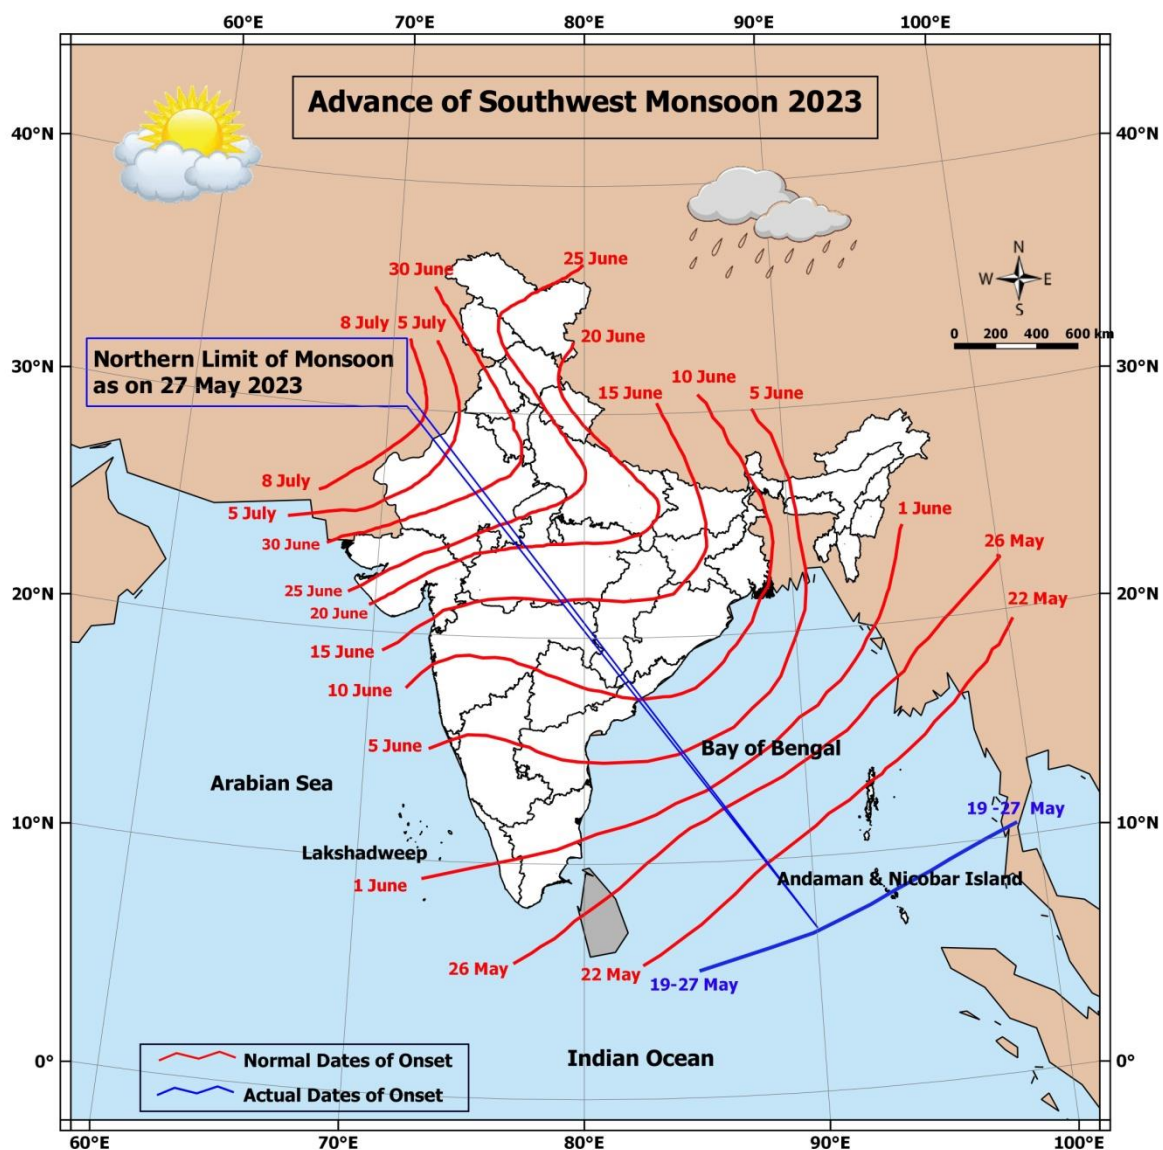 60°E 70°E 80°E 90°E 100°E
Advance of Southwest Monsoon 2023
40°N 40°N
N
W E
S
25 June
30 June
8 July 5 July
20 June
0 200 400 600 km
Northern Limit of Monsoon
as on 27 May 2023
30°N 30°N
10 June
15 June 5 June
8 July
5 July
1 June
30 June
26 May
25 June
20°N 20°N
22 May
20 June
15 June
10 June
5 June
Bay of Bengal
Arabian Sea
19 -27 May
10°N 10°N
Lakshadweep
1 June
Andaman & Nicobar Island
26 May
22 May
19-27 May
Indian Ocean
0° 0°
Normal Dates of Onset
Actual Dates of Onset
60°E 70°E 80°E 90°E 100°E